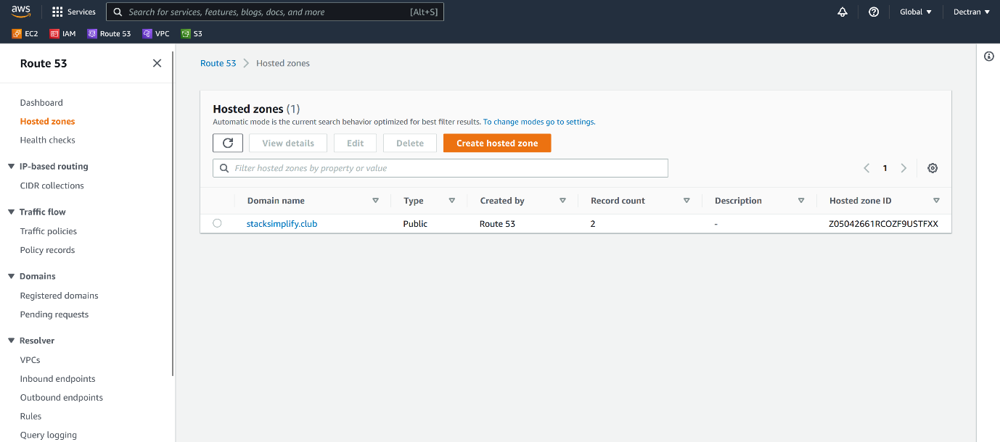 aws Services Search for services, features, blogs, docs, and more [Alt+S] Global Dectran
EC2 IAM Route 53 VPC S3
Route 53
Dashboard
Hosted zones
Health checks
IP-based routing
CIDR collections
Traffic flow
Traffic policies
Policy records
Domains
Registered domains
Pending requests
Resolver
VPCs
Inbound endpoints
Outbound endpoints
Rules
Query logging
Route 53 Hosted zones
Hosted zones (1)
Automatic mode is the current search behavior optimized for best filter results. To change modes go to settings.
View details Edit Delete Create hosted zone
Filter hosted zones by property or value 1
Domain name Type Created by Record count Description Hosted zone ID
stacksimplify.club Public Route 53 2 - Z05042661RCOZF9USTFXX